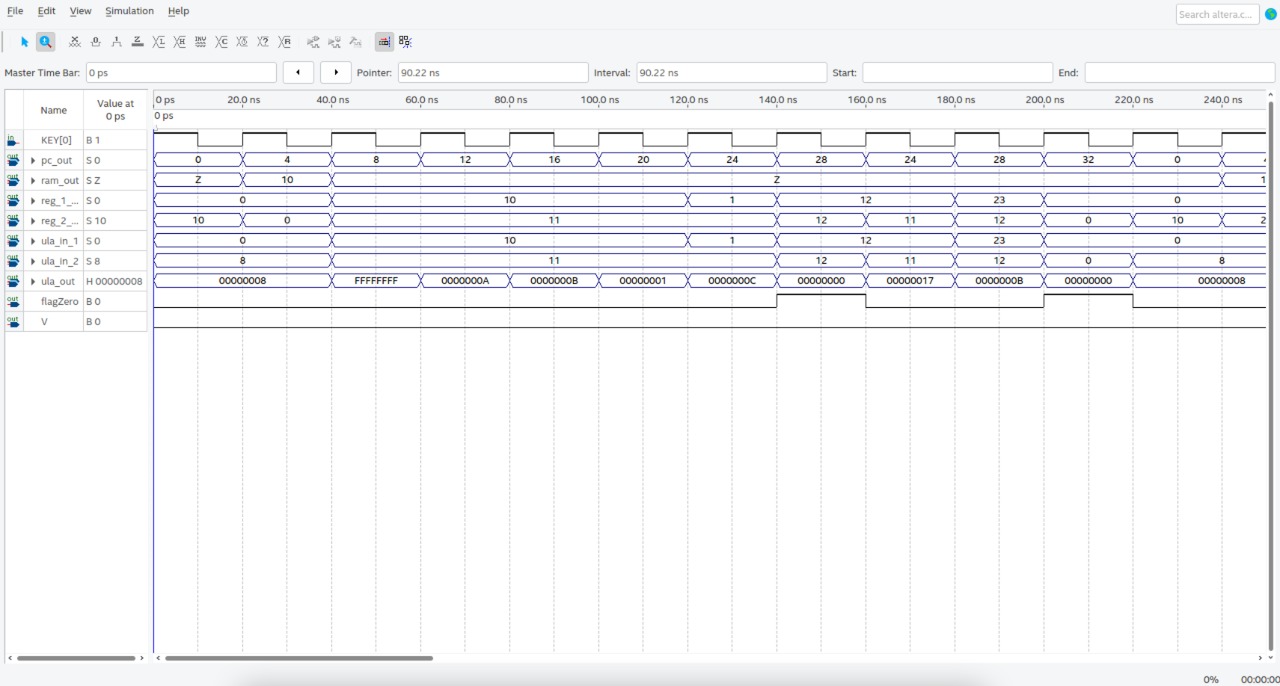 File Edit View Simulation Help
Search altera.c...
Master Time Bar: 0 ps Pointer: 90.22 ns Interval: 90.22 ns Start: End:
Name Value at 0 ps
0 ps 20.0 ns 40.0 ns 60.0 ns 80.0 ns 100.0 ns 120.0 ns 140.0 ns 160.0 ns 180.0 ns 200.0 ns 220.0 ns 240.0 ns
0 ps
KEY[0] B 1
pc_out S 0 0 4 8 12 16 20 24 28 24 28 32 0
ram_out S Z Z 10 Z 1
reg_1_... S 0 0 10 1 12 23 0
reg_2_... S 10 10 0 11 12 11 12 0 10 2
ula_in_1 S 0 0 10 1 12 23 0
ula_in_2 S 8 8 11 12 11 12 0 8
ula_out H 00000008 00000008 FFFFFFFF 0000000A 0000000B 00000001 0000000C 00000000 00000017 0000000B 00000000 00000008
flagZero B 0
V B 0
0% 00:00:00